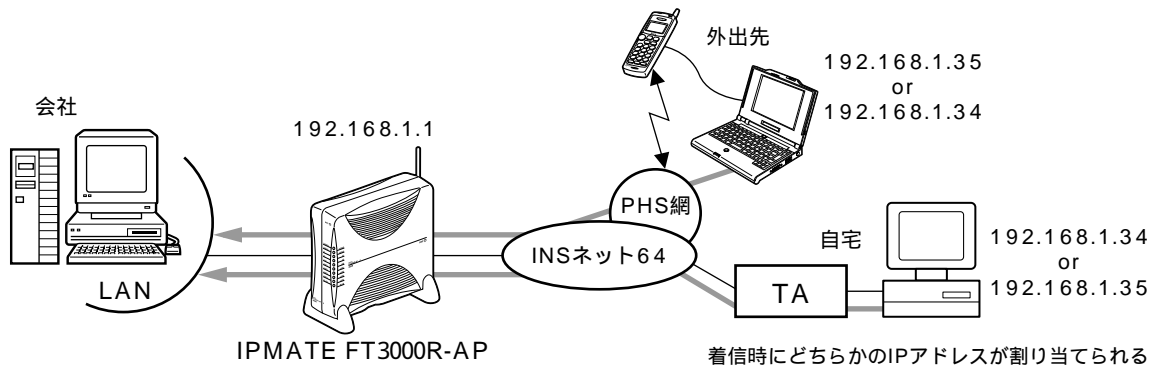 会社
192.168.1.1
外出先
192.168.1.35
or
192.168.1.34
PHS網
INSネット64
自宅
192.168.1.34
or
192.168.1.35
LAN
TA
IPMATE FT3000R-AP
着信時にどちらかのIPアドレスが割り当てられる